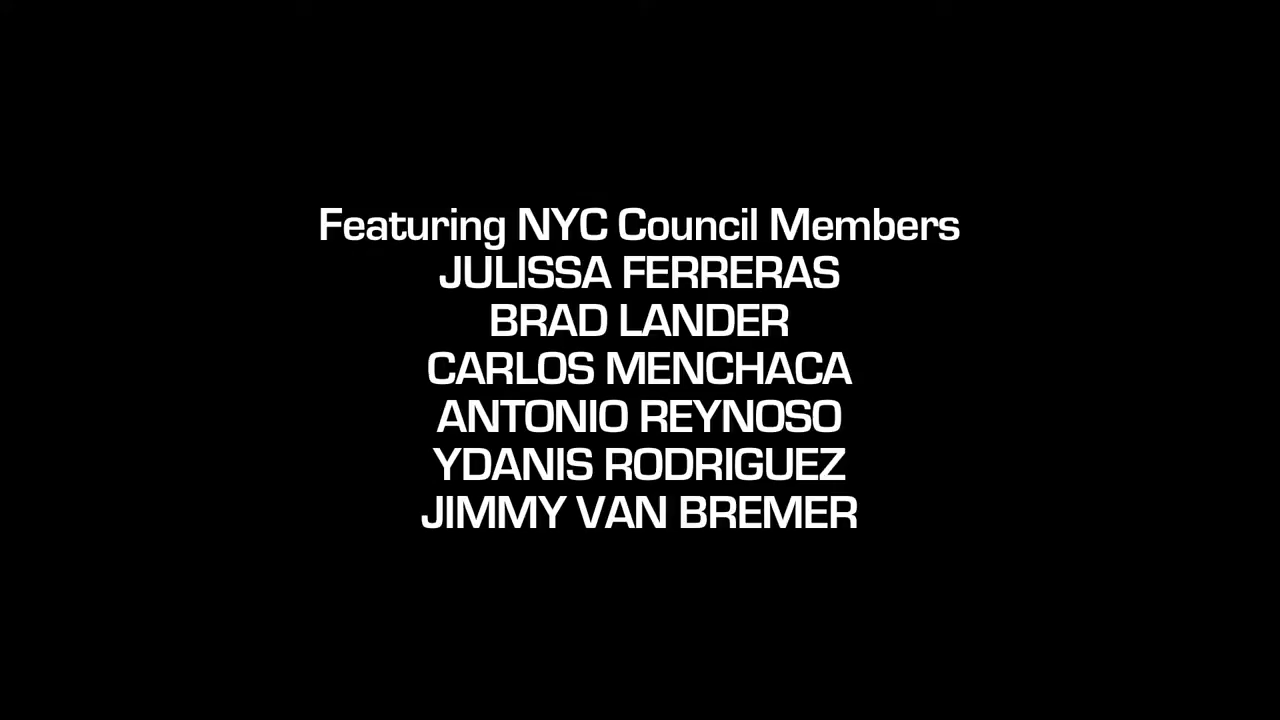 Featuring NYC Council Members
JULISSA FERRERAS
BRAD LANDER
CARLOS MENCHACA
ANTONIO REYNOSO
YDANIS RODRIGUEZ
JIMMY VAN BREMER